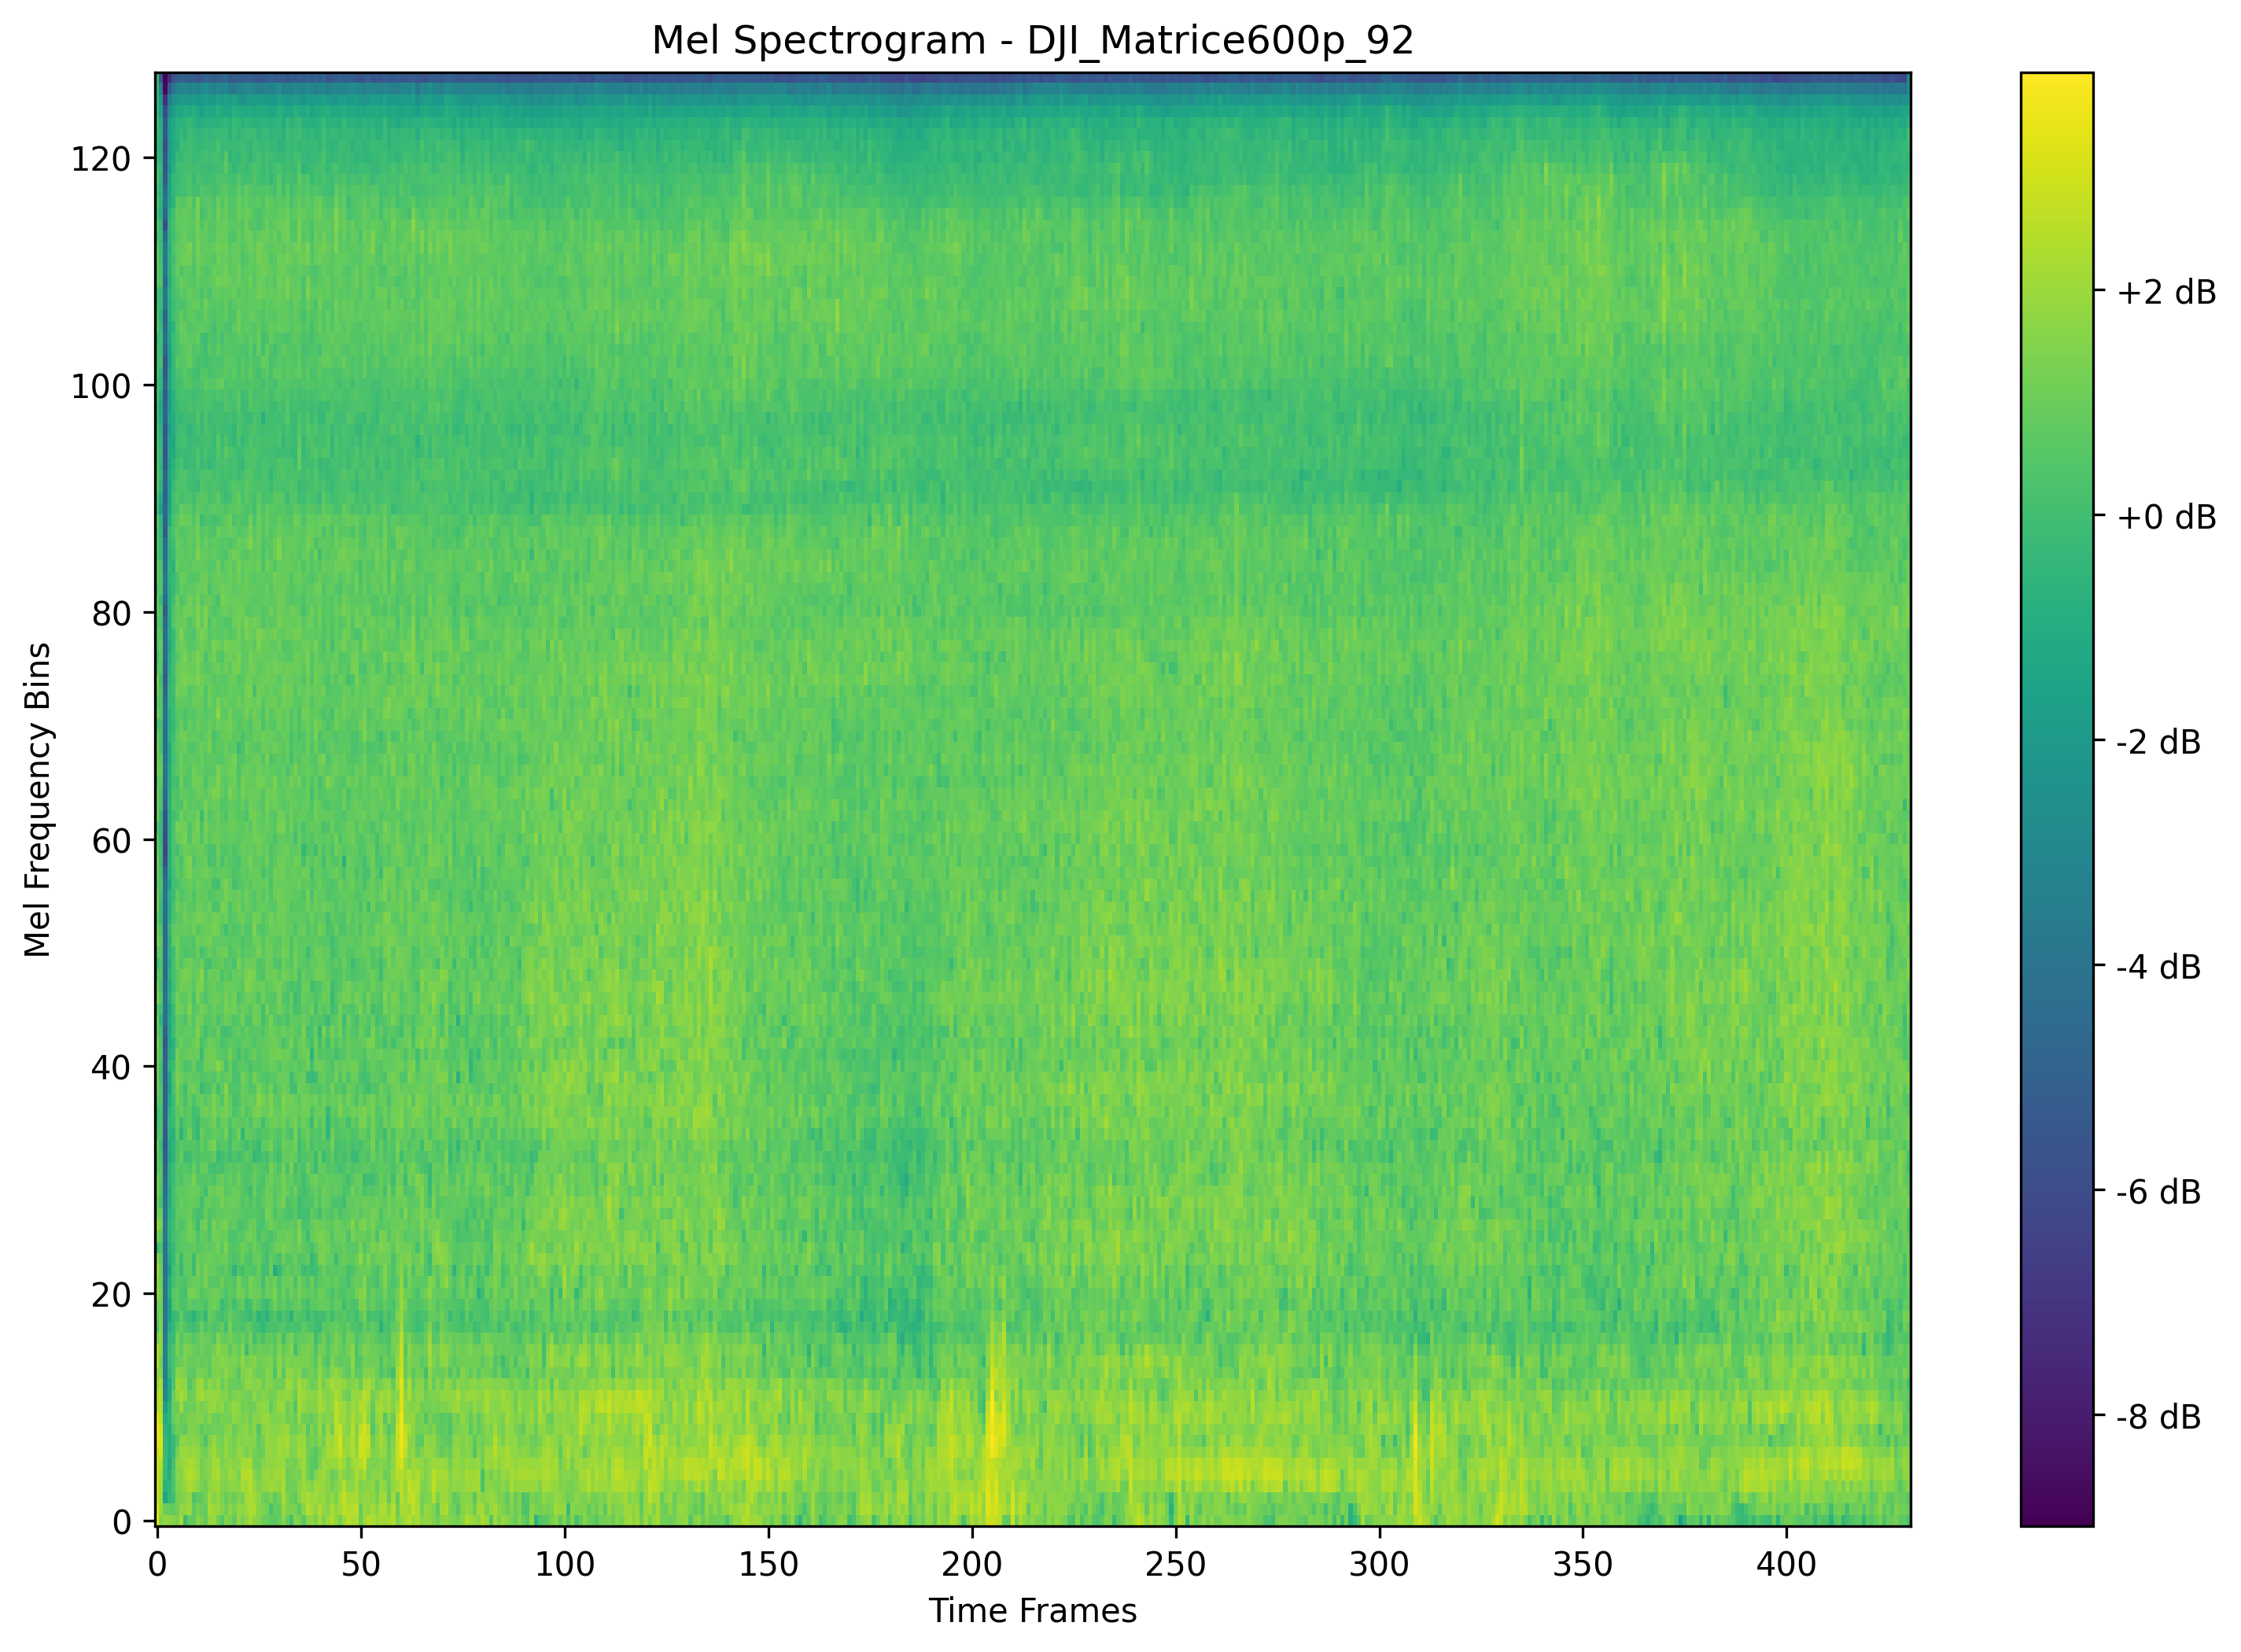 Mel Spectrogram - DJI_Matrice600p_92
Mel Frequency Bins
120
100
80
60
40
20
0
0 50 100 150 200 250 300 350 400
Time Frames
+2 dB
+0 dB
-2 dB
-4 dB
-6 dB
-8 dB